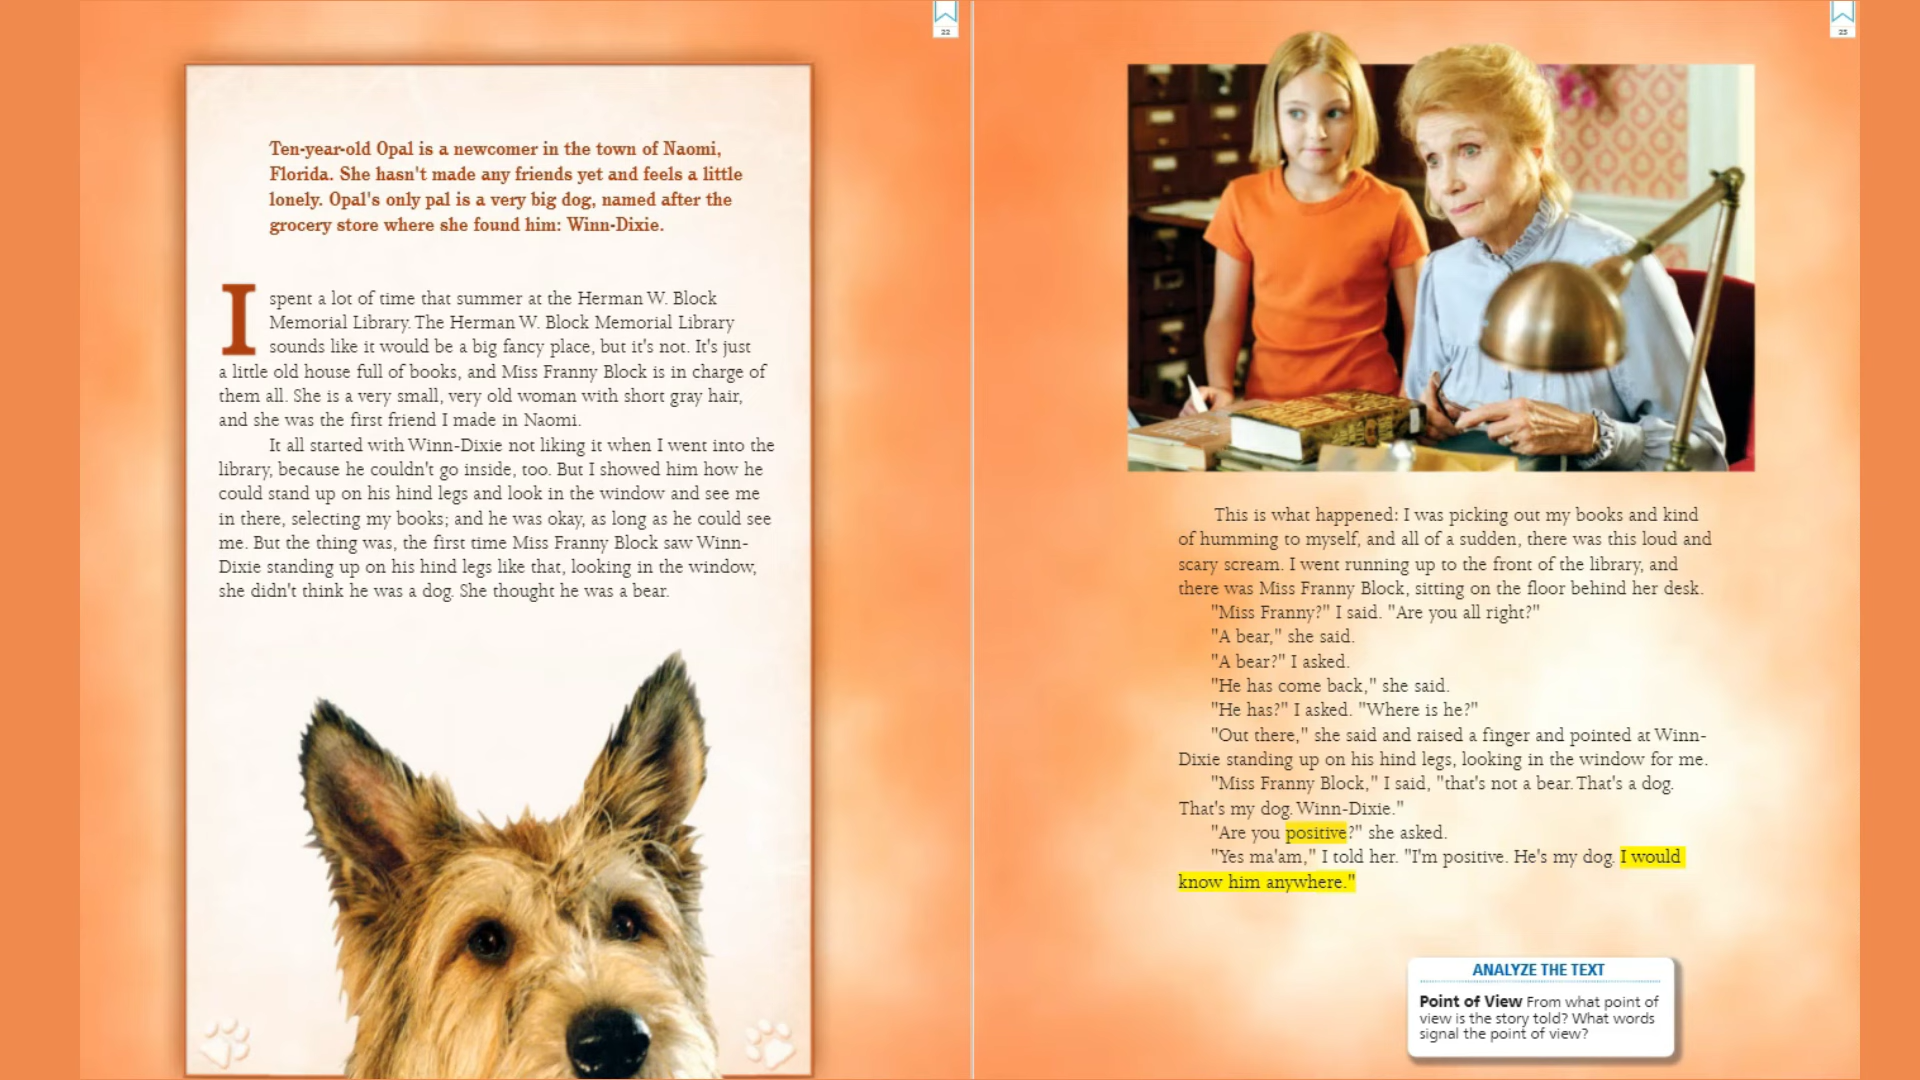 22
Ten-year-old Opal is a newcomer in the town of Naomi,
Florida. She hasn't made any friends yet and feels a little
lonely. Opal's only pal is a very big dog, named after the
grocery store where she found him: Winn-Dixie.
I spent a lot of time that summer at the Herman W. Block
Memorial Library. The Herman W. Block Memorial Library
sounds like it would be a big fancy place, but it's not. It's just
a little old house full of books, and Miss Franny Block is in charge of
them all. She is a very small, very old woman with short gray hair,
and she was the first friend I made in Naomi.
It all started with Winn-Dixie not liking it when I went into the
library, because he couldn't go inside, too. But I showed him how he
could stand up on his hind legs and look in the window and see me
in there, selecting my books; and he was okay, as long as he could see
me. But the thing was, the first time Miss Franny Block saw Winn-
Dixie standing up on his hind legs like that, looking in the window,
she didn't think he was a dog. She thought he was a bear.
23
This is what happened: I was picking out my books and kind
of humming to myself, and all of a sudden, there was this loud and
scary scream. I went running up to the front of the library, and
there was Miss Franny Block, sitting on the floor behind her desk.
"Miss Franny?" I said. "Are you all right?"
"A bear," she said.
"A bear?" I asked.
"He has come back," she said.
"He has?" I asked. "Where is he?"
"Out there," she said and raised a finger and pointed at Winn-
Dixie standing up on his hind legs, looking in the window for me.
"Miss Franny Block," I said, "that's not a bear. That's a dog.
That's my dog. Winn-Dixie."
"Are you positive?" she asked.
"Yes ma'am," I told her. "I'm positive. He's my dog. I would
know him anywhere."
ANALYZE THE TEXT
Point of View From what point of
view is the story told? What words
signal the point of view?